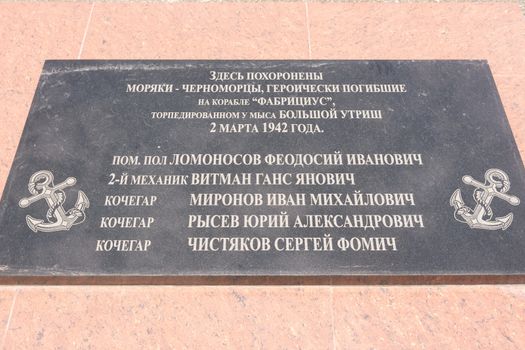 Здесь похоронены
моряки - черноморцы, героически погибшие
на корабле "Фабрициус",
торпедированном у мыса Большой Утриш
2 марта 1942 года.
пом. пол Ломоносов Феодосий Иванович
2-й механик Витман Ганс Янович
кочегар Миронов Иван Михайлович
кочегар Рысев Юрий Александрович
кочегар Чистяков Сергей Фомич